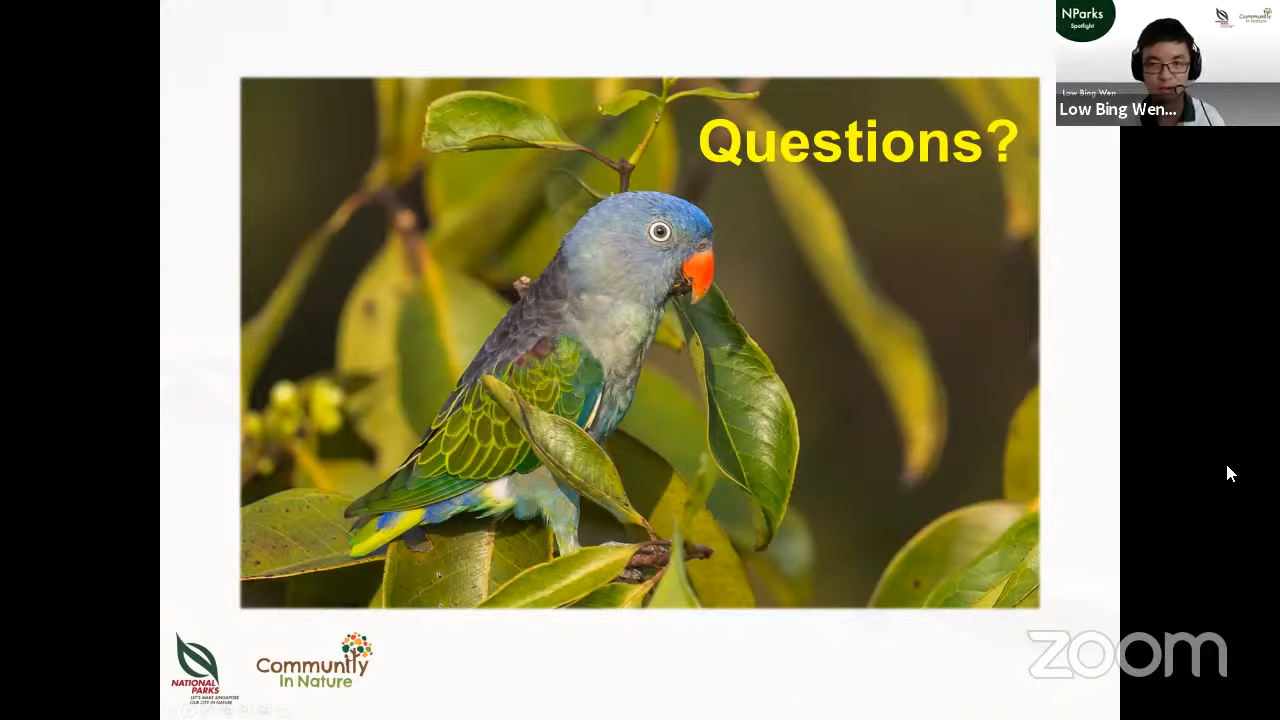 NParks
Spotlight
Community
In Nature
Low Bing Wen
Low Bing Wen...
Questions?
NATIONAL
PARKS
LET'S MAKE SINGAPORE
OUR CITY IN NATURE
Community
In Nature
zoom